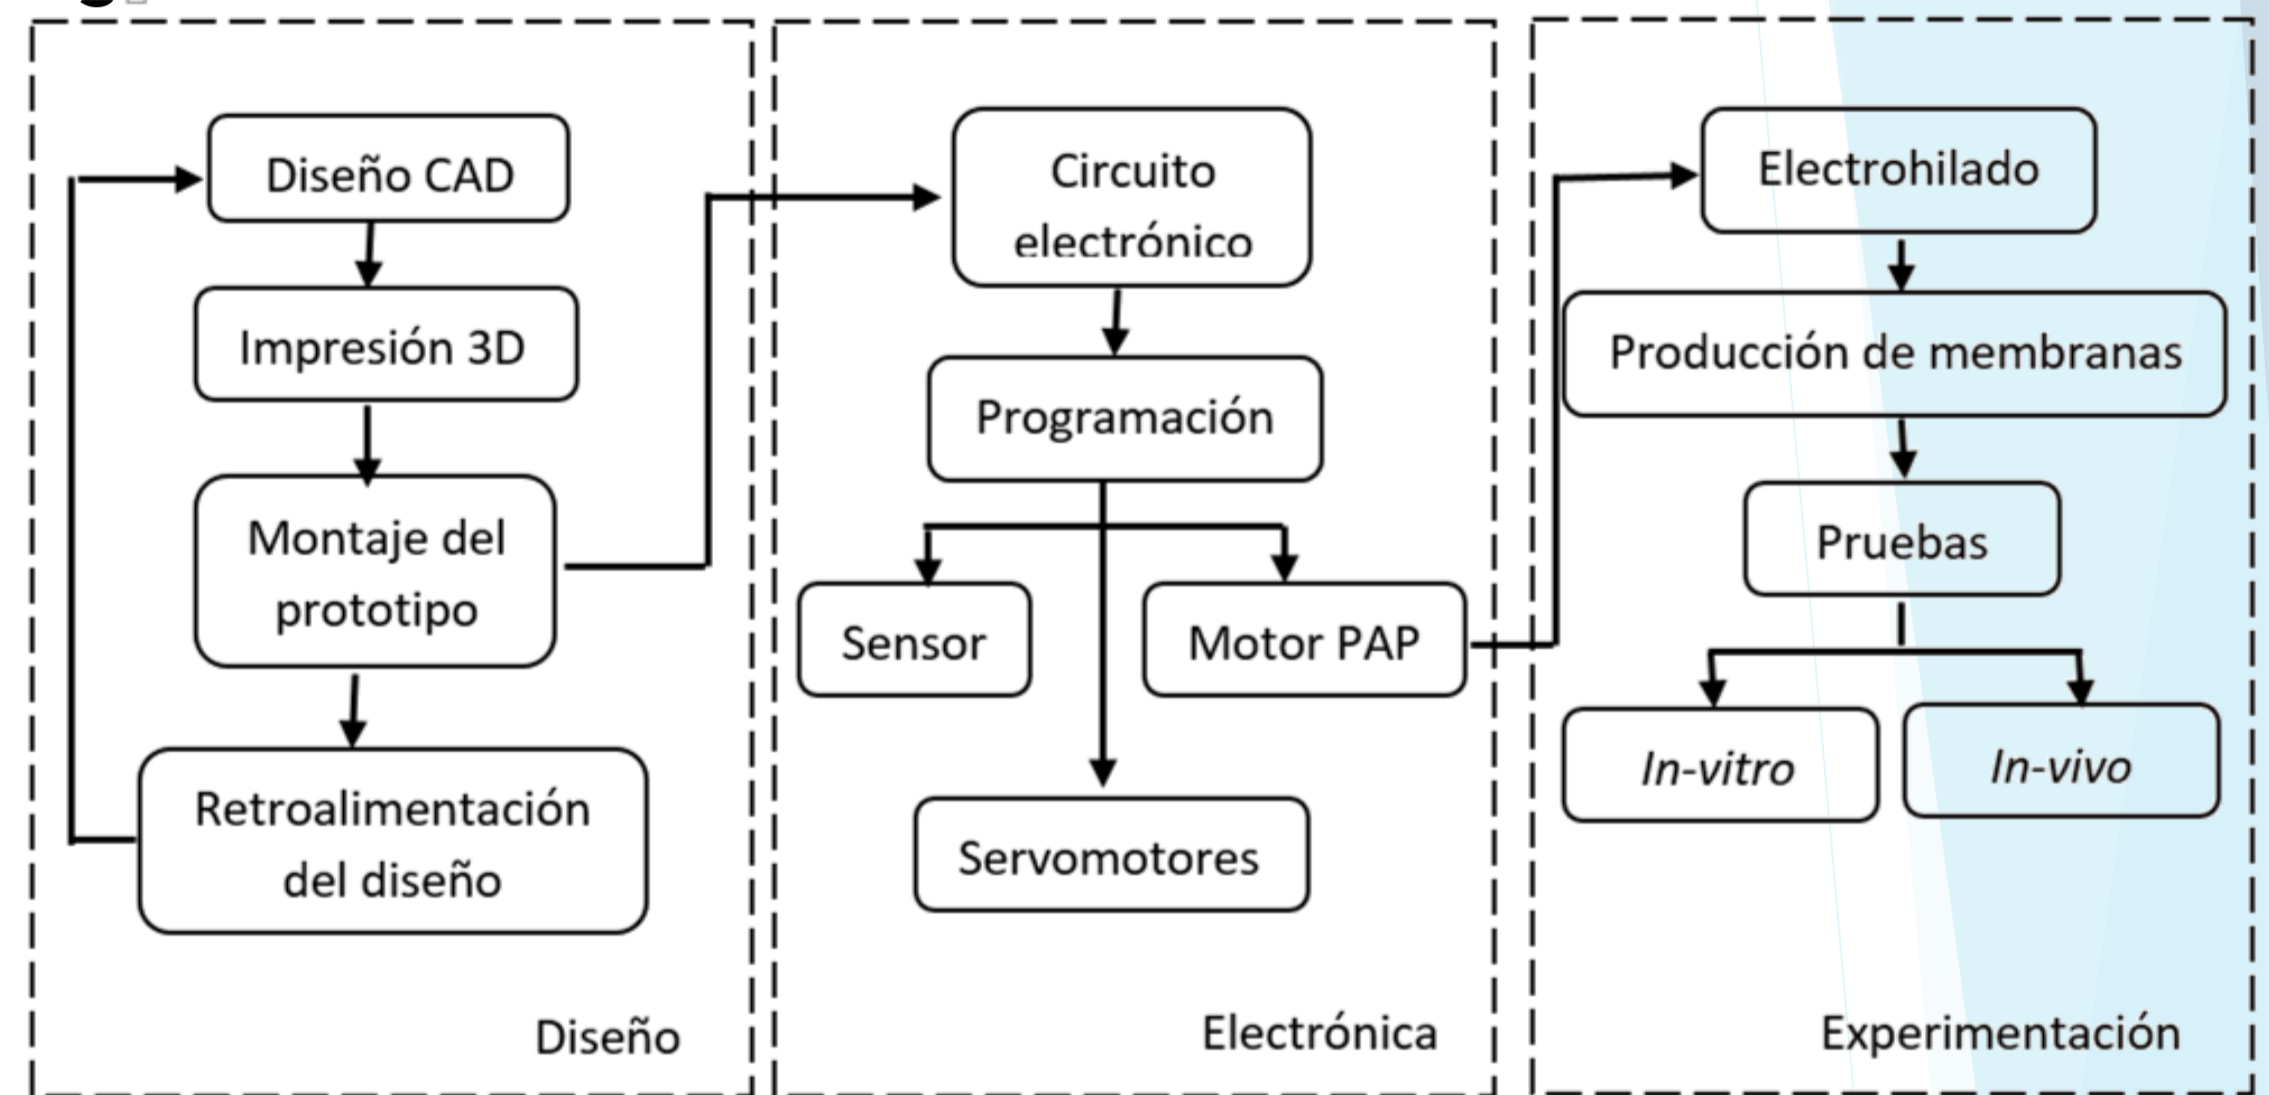 Diseño CAD
Impresión 3D
Montaje del
prototipo
Retroalimentación
del diseño
Diseño
Circuito
electrónico
Programación
Sensor
Motor PAP
Servomotores
Electrónica
Electrohilado
Producción de membranas
Pruebas
In-vitro
In-vivo
Experimentación